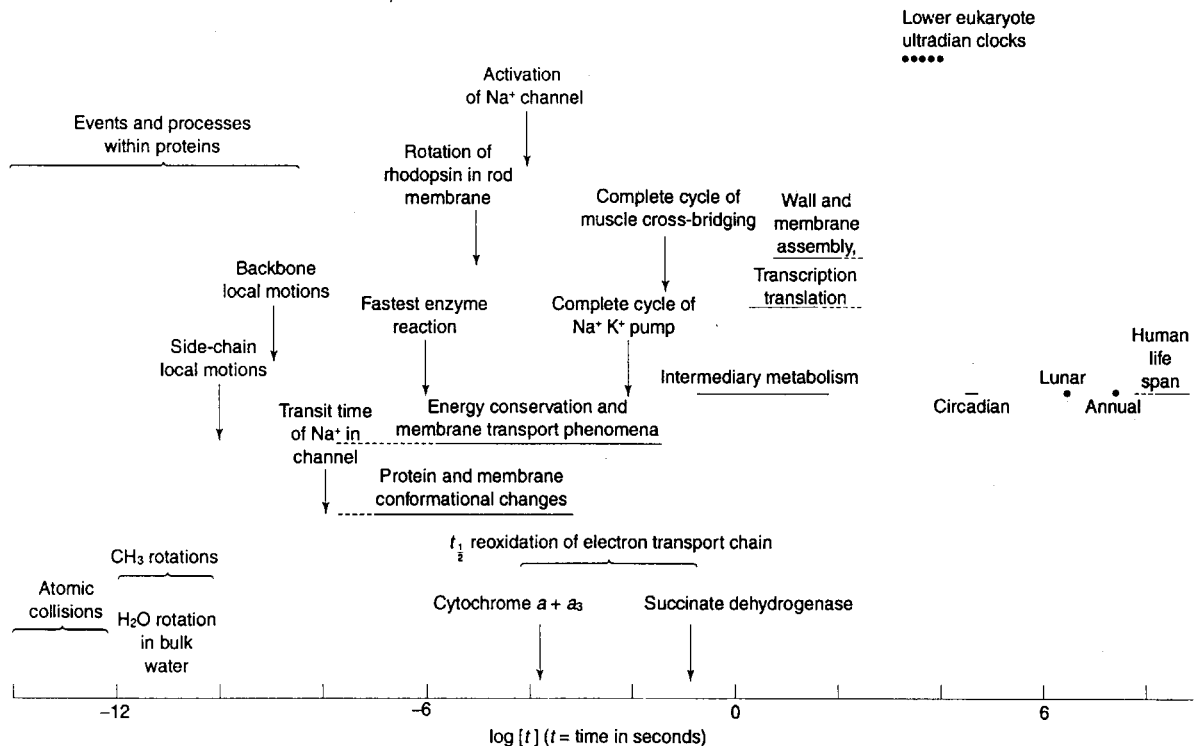 Lower eukaryote
ultradian clocks
Activation
of Na⁺ channel
Events and processes
within proteins
Rotation of
rhodopsin in rod
membrane
Complete cycle of
muscle cross-bridging
Wall and
membrane
assembly,
Transcription
translation
Backbone
local motions
Fastest enzyme
reaction
Complete cycle of
Na⁺ K⁺ pump
Side-chain
local motions
Human
life
span
Intermediary metabolism
Circadian
Lunar
Annual
Transit time
of Na⁺ in
channel
Energy conservation and
membrane transport phenomena
Protein and membrane
conformational changes
t½ reoxidation of electron transport chain
CH₃ rotations
Atomic
collisions
H₂O rotation
in bulk
water
Cytochrome a + a₃
Succinate dehydrogenase
−12
−6
0
6
log [t] (t = time in seconds)